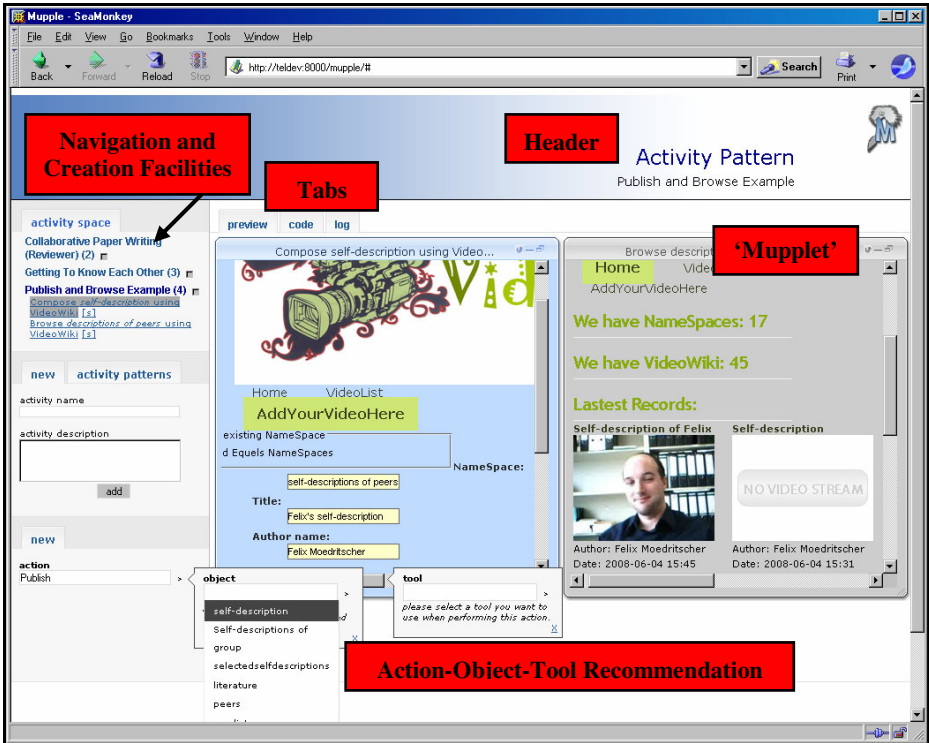 Mupple - SeaMonkey
File Edit View Go Bookmarks Tools Window Help
Back Forward Reload Stop
http://teldev:8000/mupple/#
Search
Print
Navigation and
Creation Facilities
Header
Tabs
'Mupplet'
M
Activity Pattern
Publish and Browse Example
activity space
Collaborative Paper Writing
(Reviewer) (2)
Getting To Know Each Other (3)
Publish and Browse Example (4)
Compose self-description using
VideoWiki [s]
Browse descriptions of peers using
VideoWiki [s]
new activity patterns
activity name
activity description
add
new
action
Publish >
preview code log
Compose self-description using Video...
Vid
Home VideoList
AddYourVideoHere
existing NameSpace
d Equels NameSpaces
NameSpace:
self-descriptions of peers
Title:
Felix's self-description
Author name:
Felix Moedritscher
Browse descript
Home Vide
AddYourVideoHere
We have NameSpaces: 17
We have VideoWiki: 45
Lastest Records:
Self-description of Felix
Self-description
NO VIDEO STREAM
Author: Felix Moedritscher
Date: 2008-06-04 15:45
Author: Felix Moedritscher
Date: 2008-06-04 15:31
object
>
self-description
Self-descriptions of
group
selectedselfdescriptions
literature
peers
X
tool
>
please select a tool you want to
use when performing this action.
X
Action-Object-Tool Recommendation